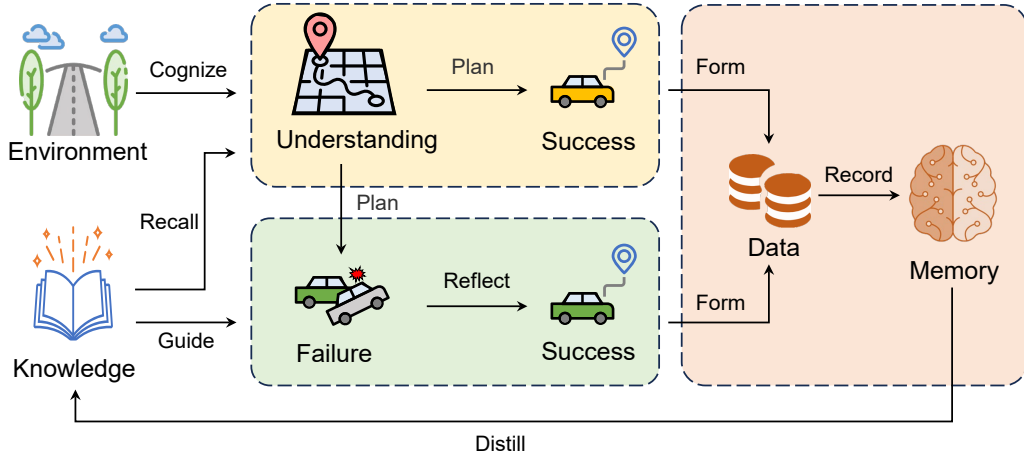 Environment
Cognize
Understanding
Plan
Success
Form
Recall
Plan
Data
Record
Memory
Knowledge
Guide
Failure
Reflect
Success
Form
Distill